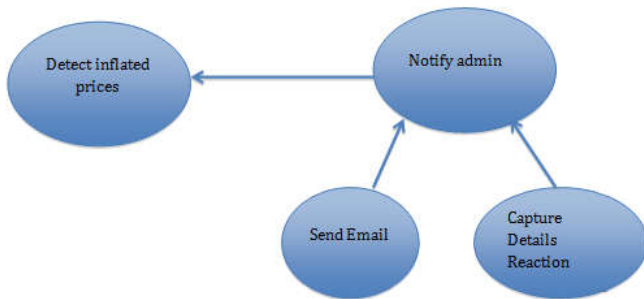 Detect inflated
prices
Notify admin
Send Email
Capture
Details
Reaction